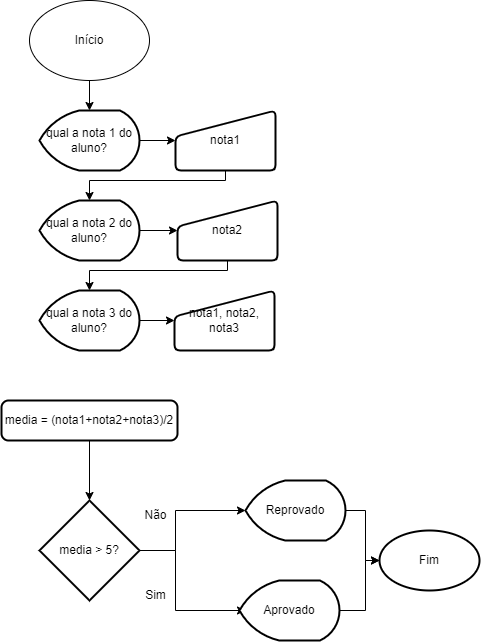 Início
qual a nota 1 do
aluno?
nota1
qual a nota 2 do
aluno?
nota2
qual a nota 3 do
aluno?
nota1, nota2,
nota3
media = (nota1+nota2+nota3)/2
media > 5?
Não
Reprovado
Fim
Sim
Aprovado